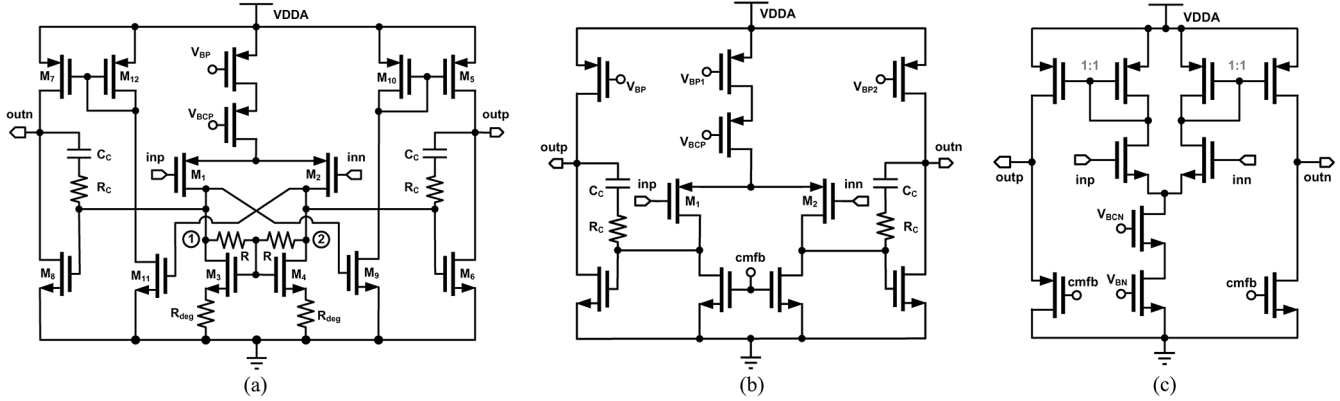 VDDA
M7
M12
VBP
M10
M5
outn
VBCP
outp
CC
inp
inn
CC
M1
M2
RC
RC
1
2
R
R
M8
M11
M3
M4
M9
M6
Rdeg
Rdeg
(a)
VDDA
VBP
VBP1
VBP2
VBCP
outp
outn
CC
inp
inn
CC
M1
M2
RC
RC
cmfb
(b)
VDDA
1:1
1:1
outp
inp
inn
outn
VBCN
VBN
cmfb
cmfb
(c)